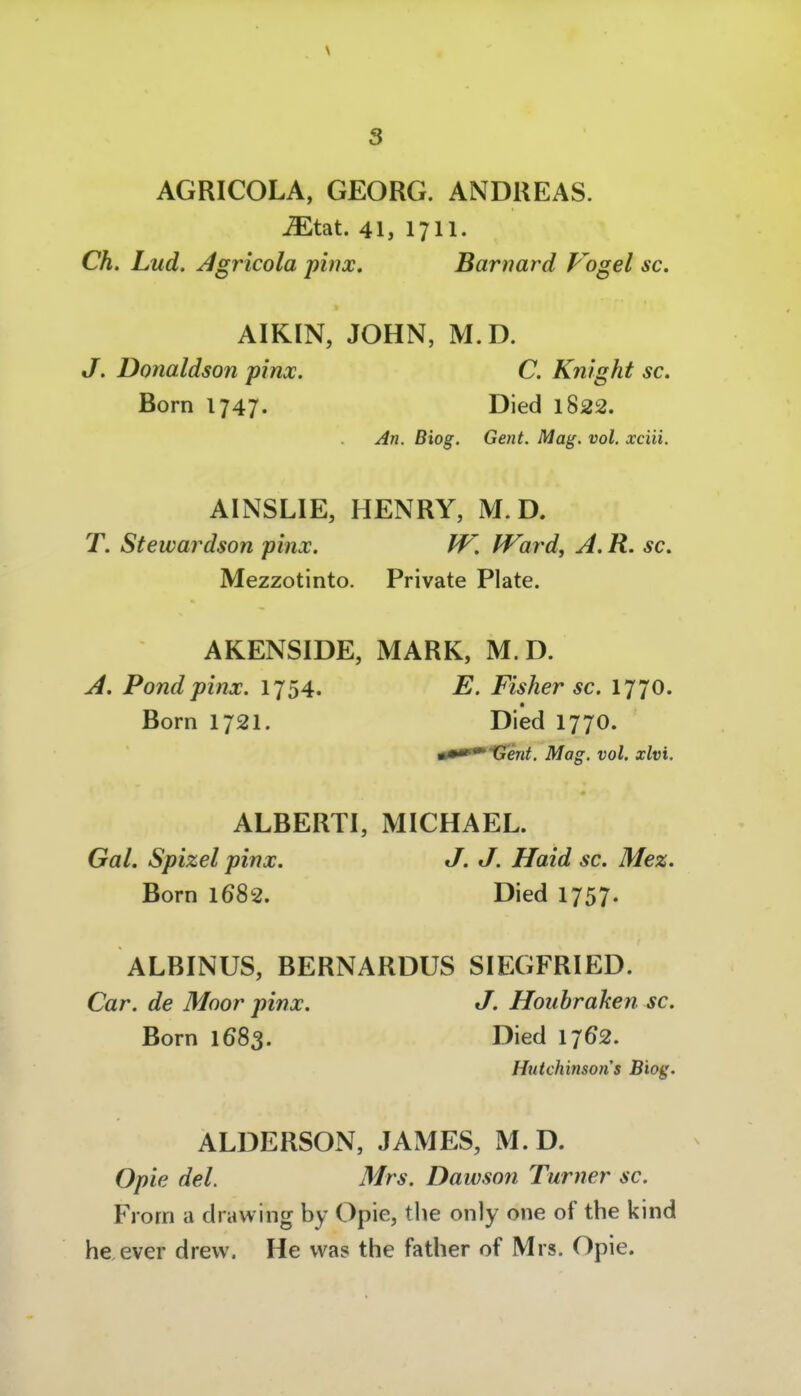 3
AGRICOLA, GEORG. ANDREAS.
Ætat. 41, 1711.
Ch. Lud. Agricola pinx. Barnard Vogel sc.
AIKIN, JOHN, M.D.
J. Donaldson pinx. C. Knight sc.
Born 1747. Died 1822.
An. Biog. Gent. Mag. vol. xciii.
AINSLIE, HENRY, M.D.
T. Stewardson pinx. W. Ward, A.R. sc.
Mezzotinto. Private Plate.
AKENSIDE, MARK, M.D.
A. Pond pinx. 1754. E. Fisher sc. 1770.
Born 1721. Died 1770.
Gent. Mag. vol. xlvi.
ALBERTI, MICHAEL.
Gal. Spizel pinx. J. J. Haid sc. Mez.
Born 1682. Died 1757.
ALBINUS, BERNARDUS SIEGFRIED.
Car. de Moor pinx. J. Houbraken sc.
Born 1683. Died 1762.
Hutchinson's Biog.
ALDERSON, JAMES, M.D.
Opie del. Mrs. Dawson Turner sc.
From a drawing by Opie, the only one of the kind
he ever drew. He was the father of Mrs. Opie.